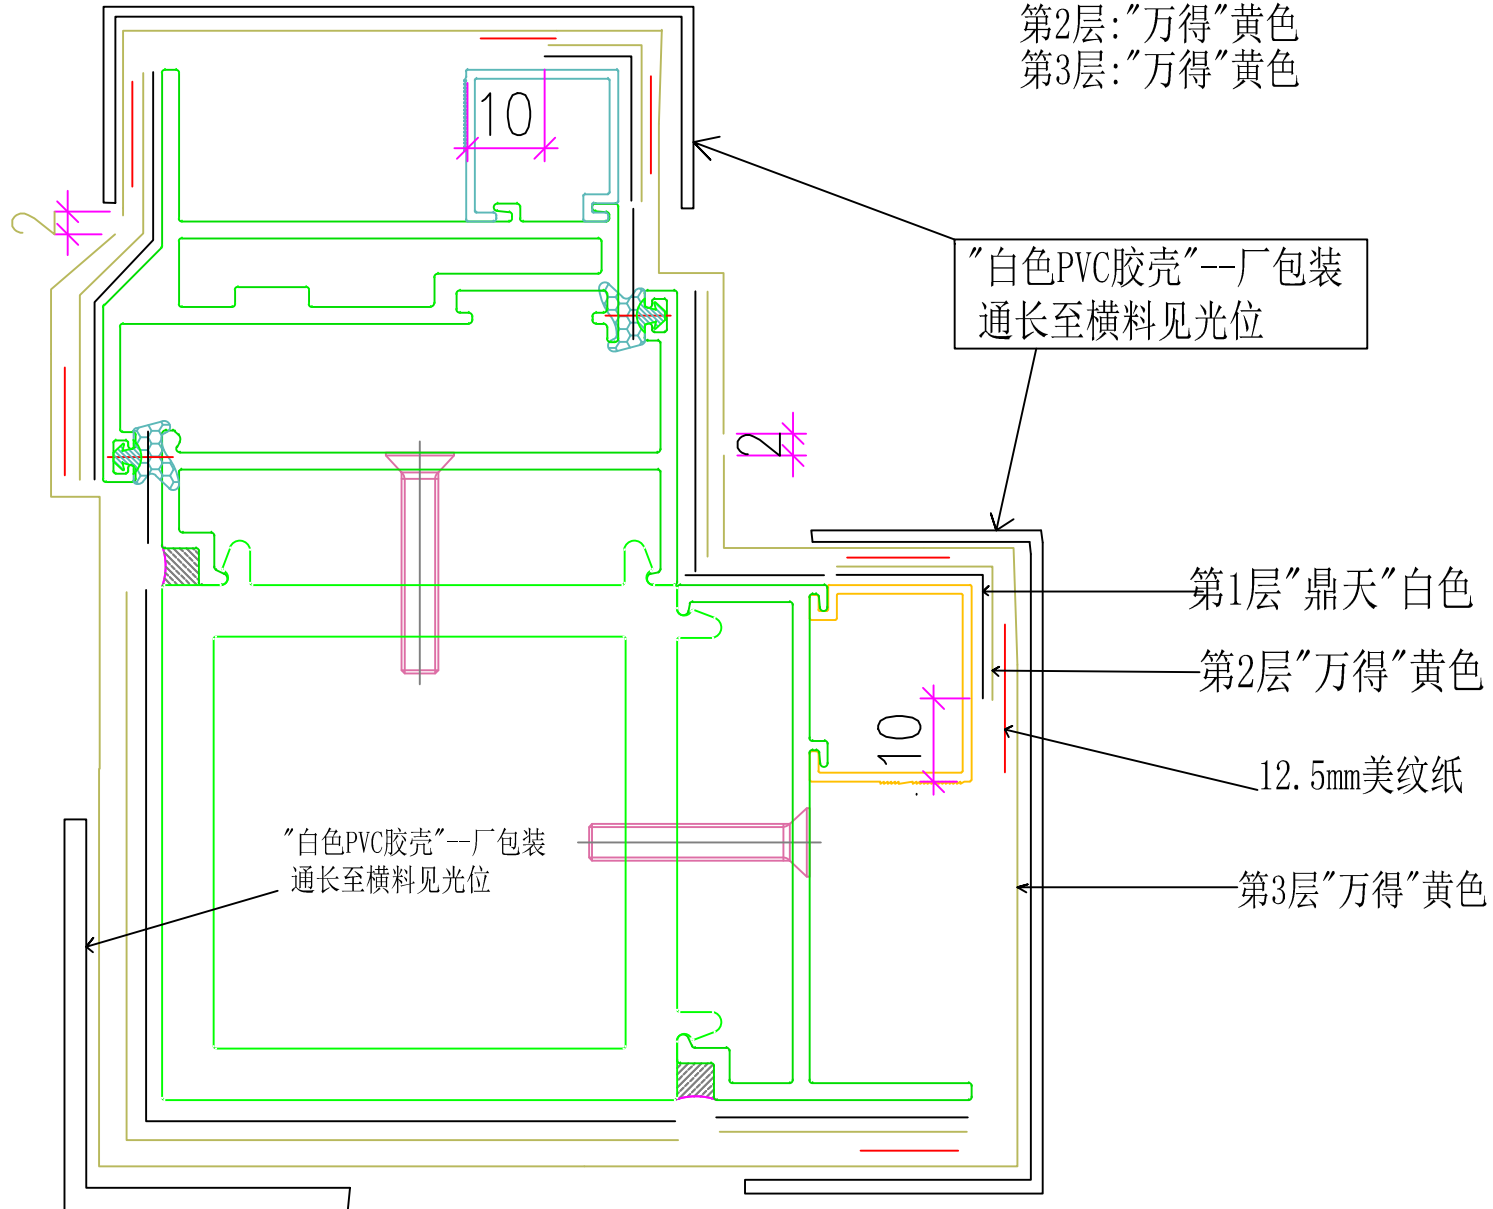 第2层:"万得"黄色
第3层:"万得"黄色
10
2
"白色PVC胶壳"--厂包装
通长至横料见光位
2
第1层"鼎天"白色
第2层"万得"黄色
10
12.5mm美纹纸
"白色PVC胶壳"--厂包装
通长至横料见光位
第3层"万得"黄色